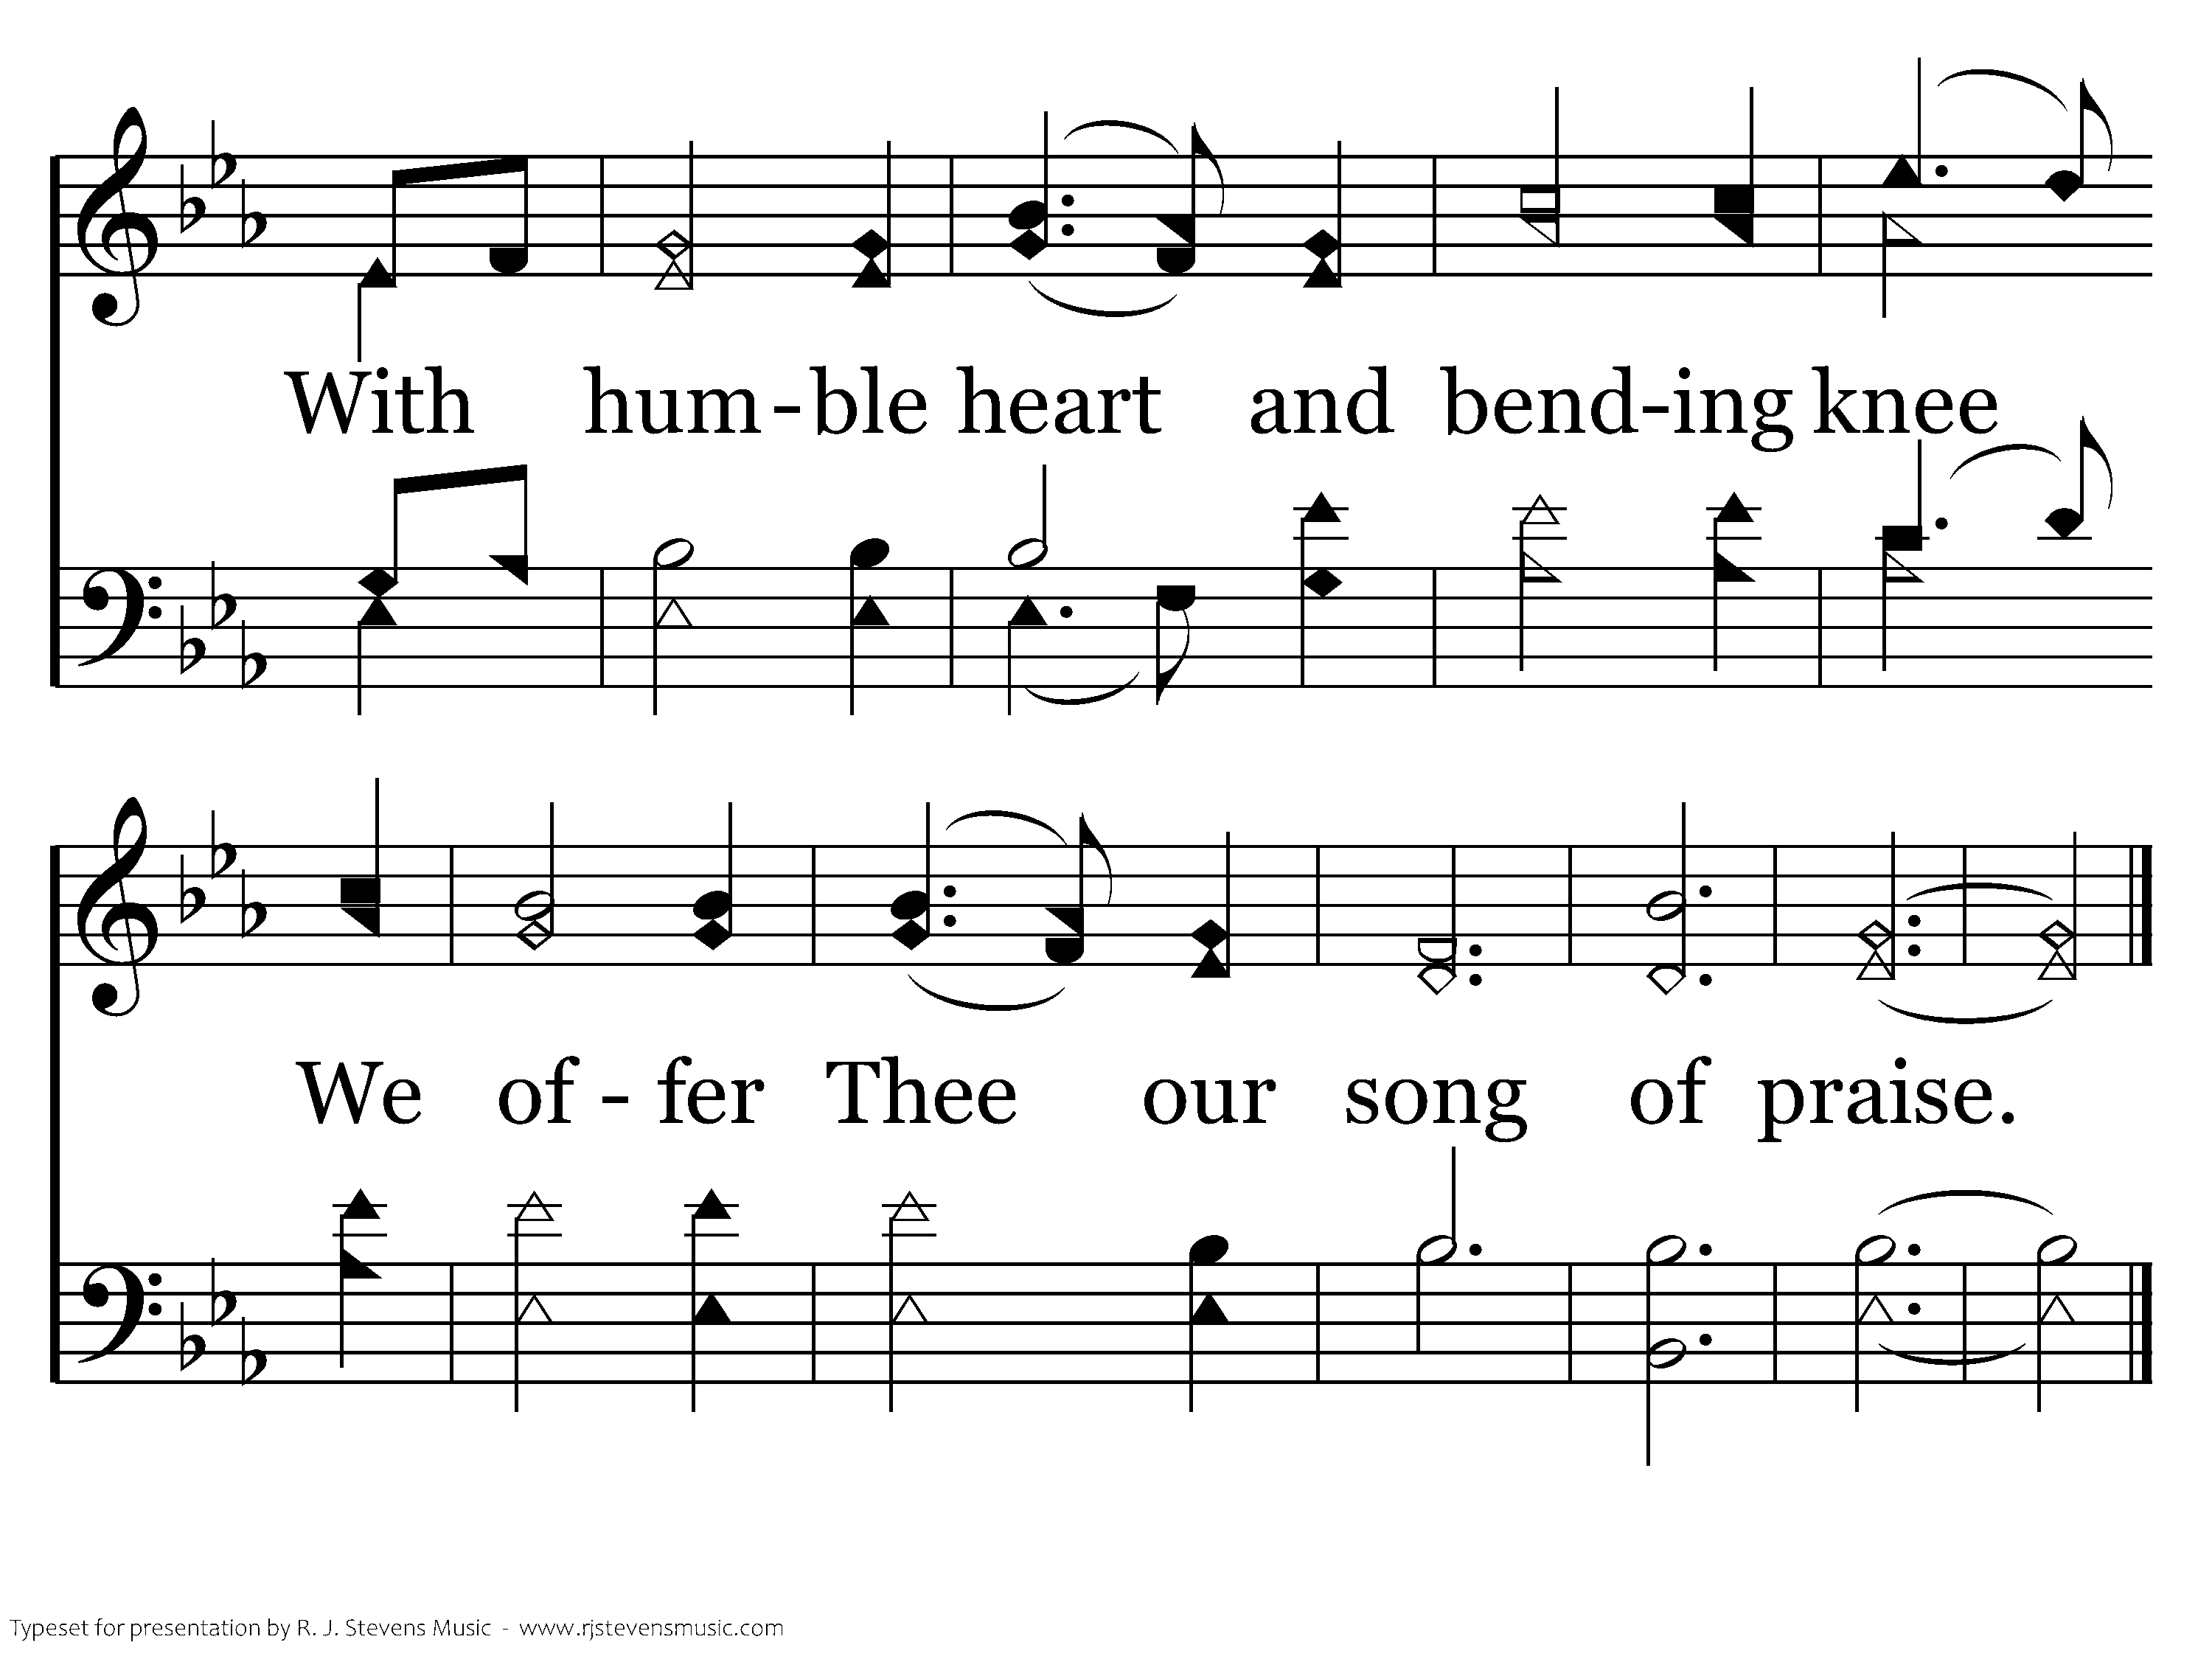 With hum-ble heart and bend-ing knee
We of - fer Thee our song of praise.
Typeset for presentation by R. J. Stevens Music - www.rjstevensmusic.com